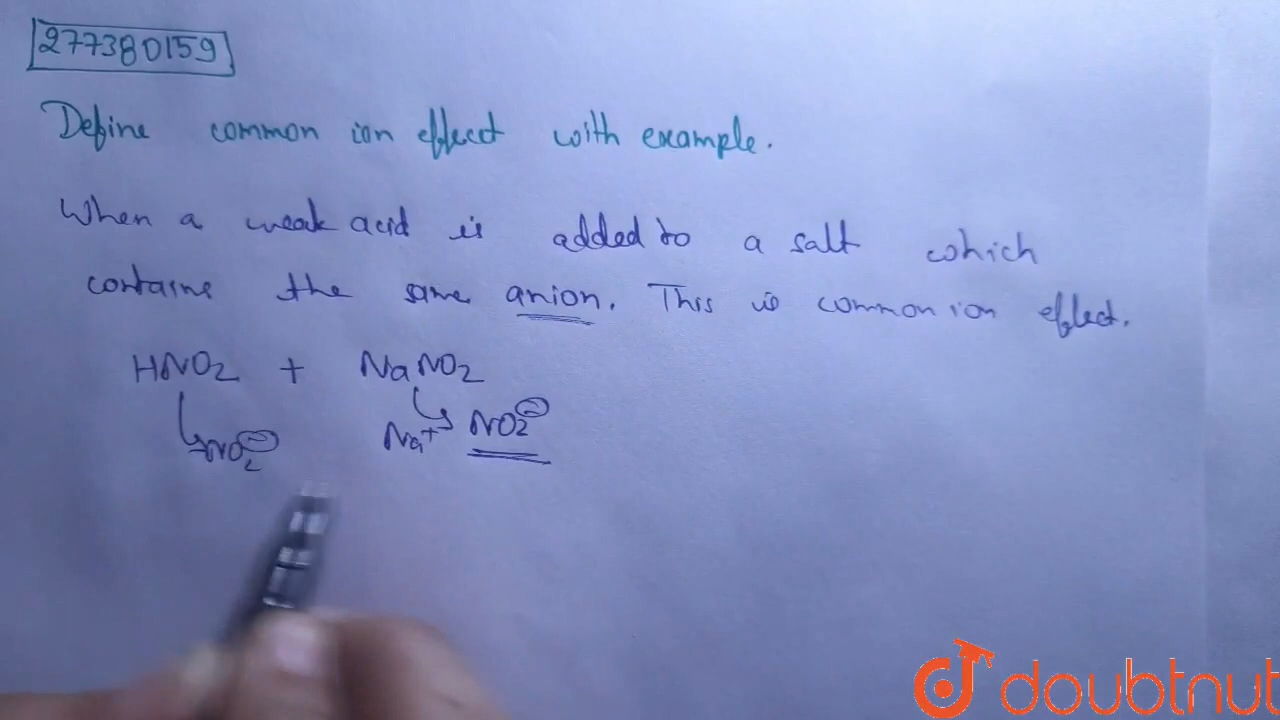 277380159
Define common ion effect with example.
When a weak acid is added to a salt which
contains the same anion. This is common ion effect.
HNO2 + NaNO2
NO2⊖ Na+ NO2⊖
doubtnut